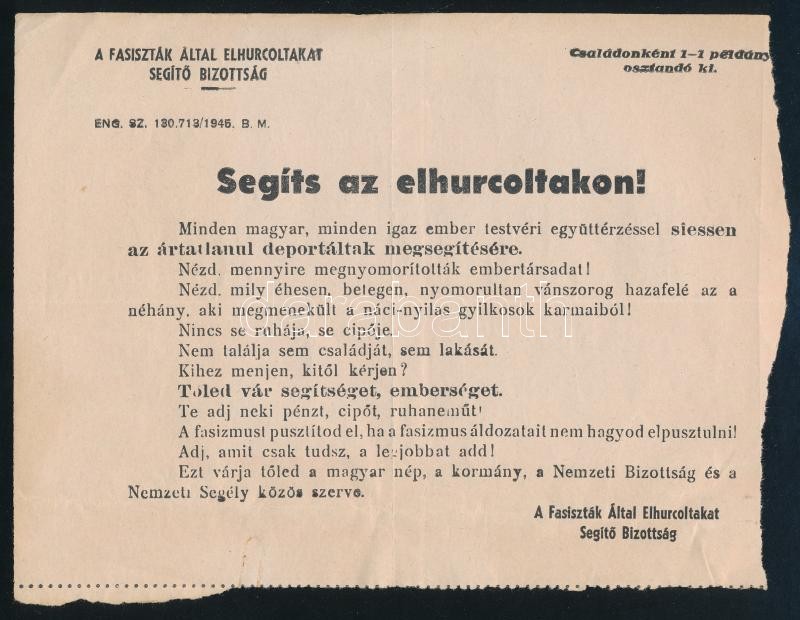 A FASISZTÁK ÁLTAL ELHURCOLTAKAT
SEGÍTŐ BIZOTTSÁG
Családonként 1–1 példány
osztandó ki.
ENG. SZ. 130.713/1945. B. M.
Segíts az elhurcoltakon!
Minden magyar, minden igaz ember testvéri együttérzéssel siessen
az ártatlanul deportáltak megsegítésére.
Nézd, mennyire megnyomorították embertársadat!
Nézd, mily éhesen, betegen, nyomorultan vánszorog hazafelé az a
néhány, aki megmenekült a náci-nyilas gyilkosok karmaiból!
Nincs se ruhája, se cipője.
Nem találja sem családját, sem lakását.
Kihez menjen, kitől kérjen?
Tőled vár segítséget, emberséget.
Te adj neki pénzt, cipőt, ruhaneműt!
A fasizmust pusztítod el, ha a fasizmus áldozatait nem hagyod elpusztulni!
Adj, amit csak tudsz, a legjobbat add!
Ezt várja tőled a magyar nép, a kormány, a Nemzeti Bizottság és a
Nemzeti Segély közös szerve.
A Fasiszták Által Elhurcoltakat
Segítő Bizottság
darabanth